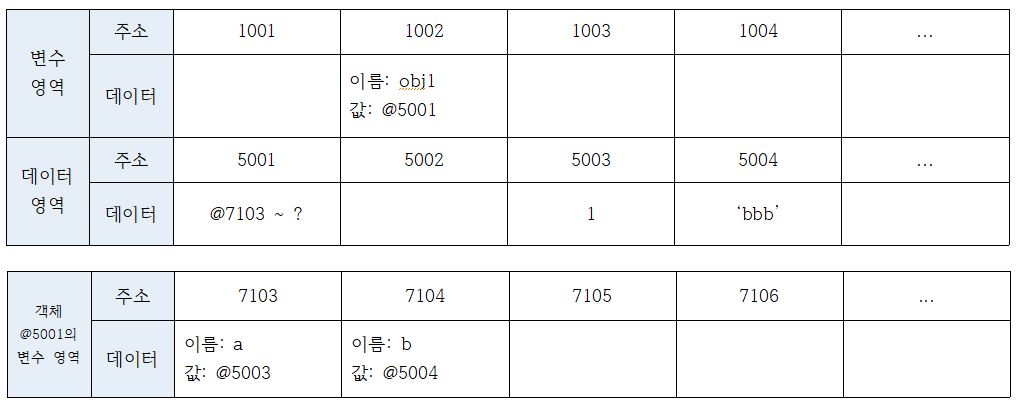 변수 영역 주소 1001 1002 1003 1004 ...
데이터 이름: obj1 값: @5001
데이터 영역 주소 5001 5002 5003 5004 ...
데이터 @7103 ~ ? 1 ‘bbb’
객체 @5001의 변수 영역 주소 7103 7104 7105 7106 ...
데이터 이름: a 값: @5003 이름: b 값: @5004